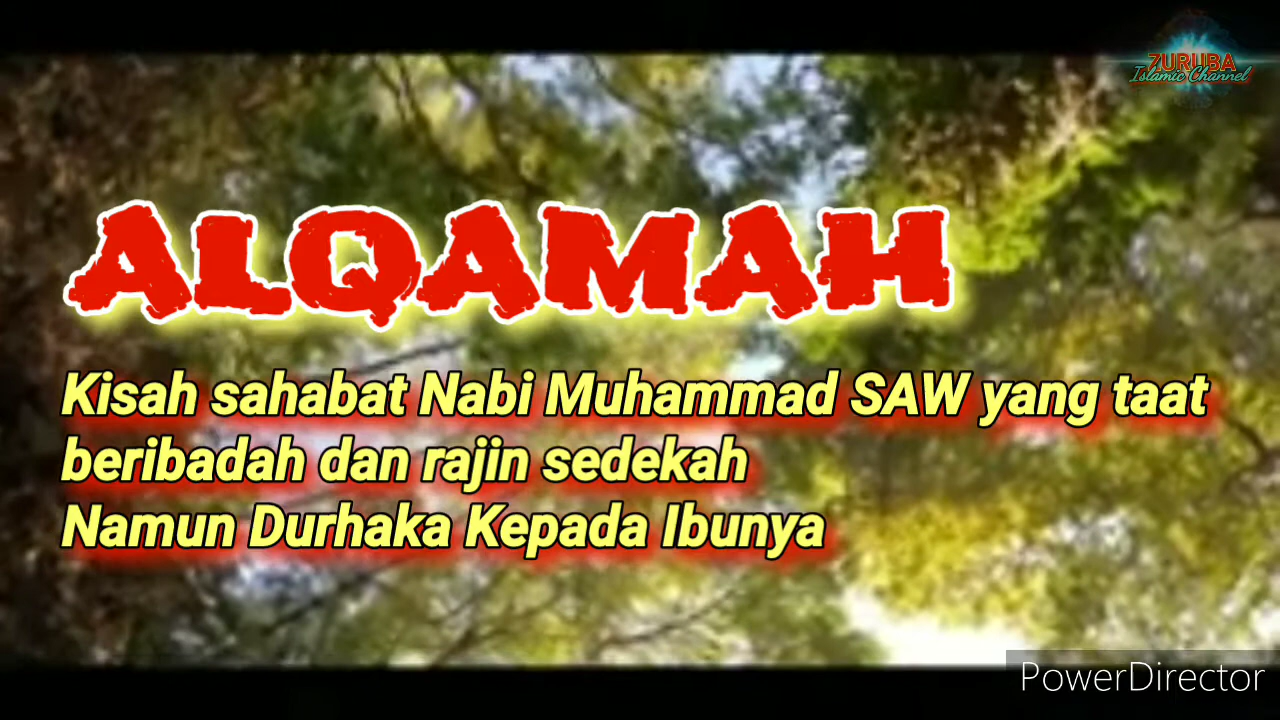 ZURUBA
Islamic Channel
ALQAMAH
Kisah sahabat Nabi Muhammad SAW yang taat
beribadah dan rajin sedekah
Namun Durhaka Kepada Ibunya
PowerDirector